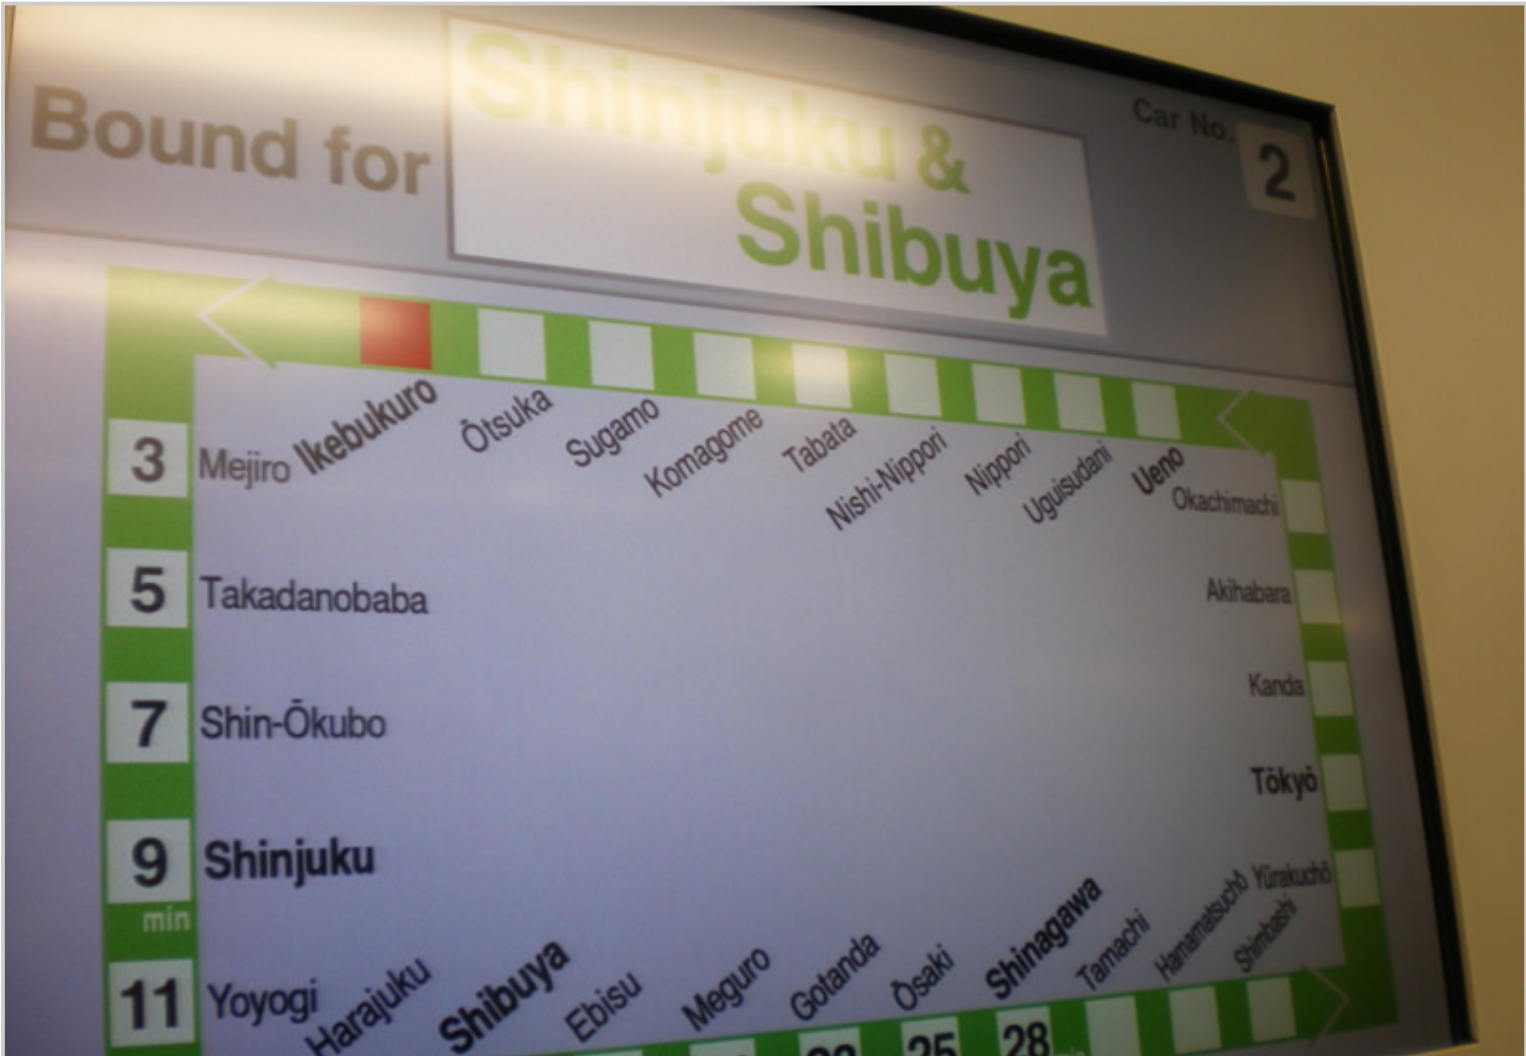 Shinjuku &
Bound for
Shibuya
Car No.
2
Ikebukuro
Ōtsuka
Sugamo
Komagome
Tabata
Nishi-Nippori
Nippori
Uguisudani
Ueno
3 Mejiro
Okachimachi
5 Takadanobaba
Akihabara
7 Shin-Ōkubo
Kanda
Tōkyō
9 Shinjuku
min
Yūrakuchō
11 Yoyogi
Harajuku
Shibuya
Ebisu
Meguro
Gotanda
Ōsaki
Shinagawa
Tamachi
Hamamatsuchō
Shimbashi
25
28